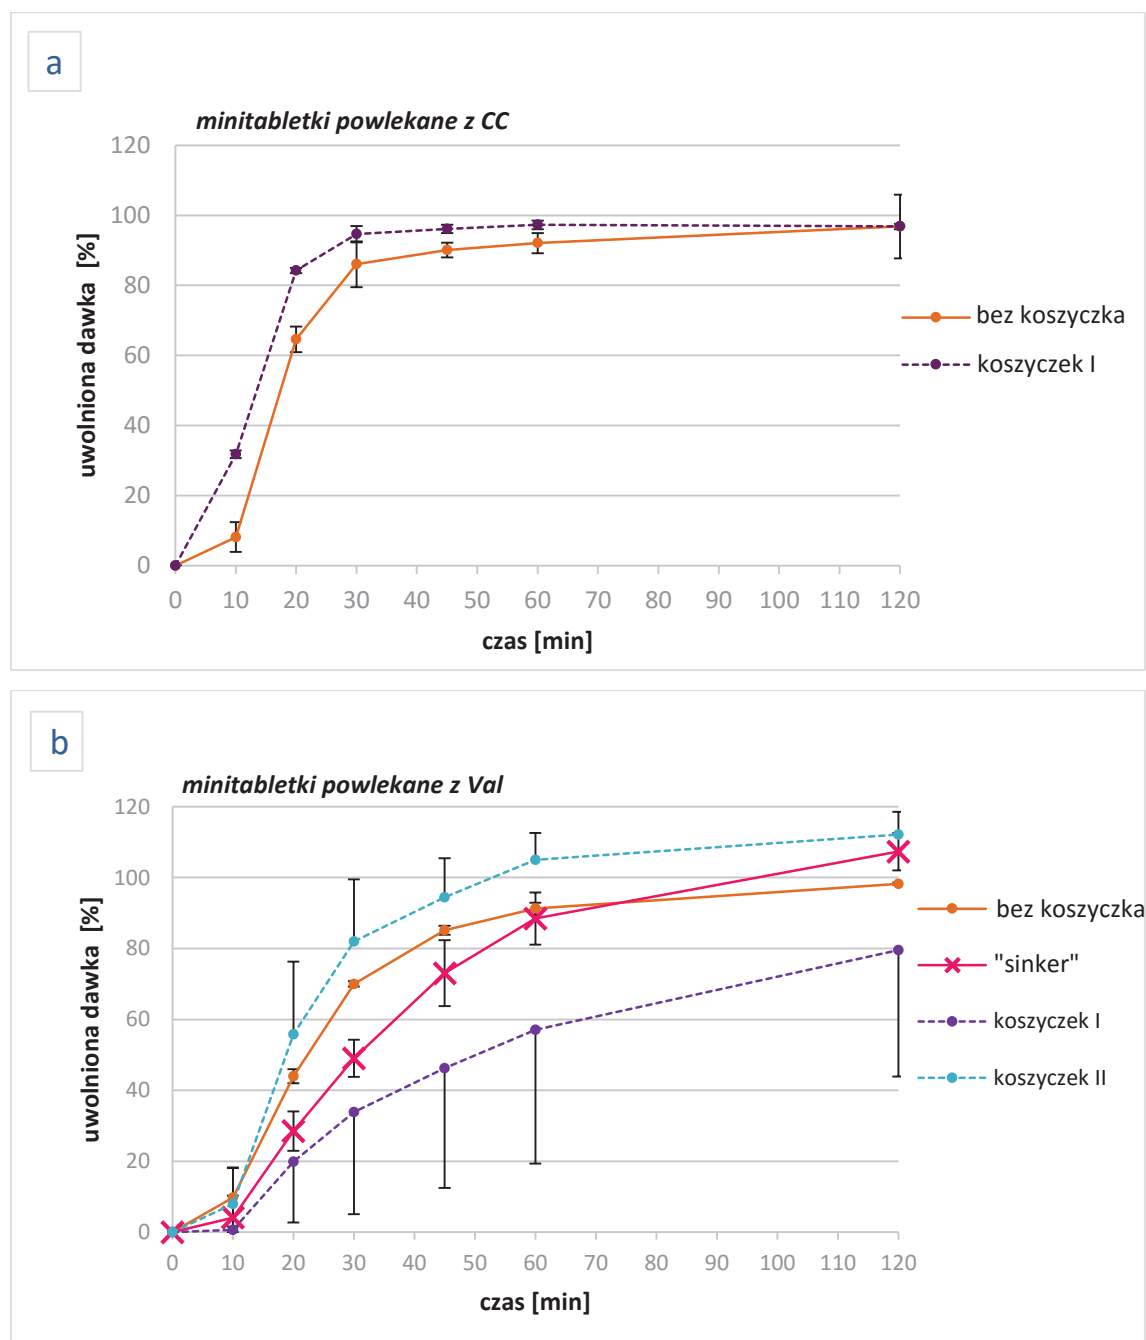 a
minitabletki powlekane z CC
120
100
80
60
40
20
0
uwolniona dawka [%]
0 10 20 30 40 50 60 70 80 90 100 110 120
czas [min]
bez koszyczka
koszyczek I
b
minitabletki powlekane z Val
120
100
80
60
40
20
0
uwolniona dawka [%]
0 10 20 30 40 50 60 70 80 90 100 110 120
czas [min]
bez koszyczka
"sinker"
koszyczek I
koszyczek II